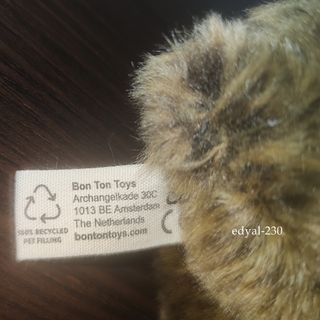 Bon Ton Toys
Archangelkade 30C
1013 BE Amsterdam
The Netherlands
bontontoys.com
100% RECYCLED
PET FILLING
edyal-230